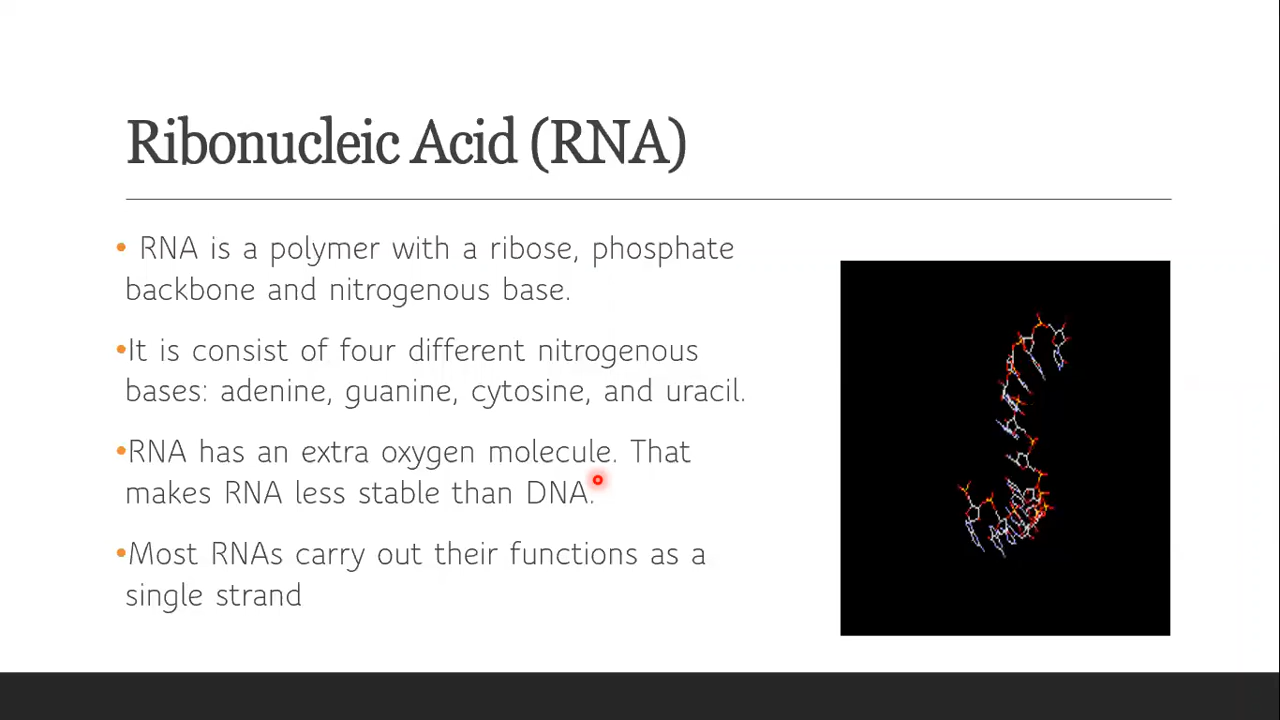 Ribonucleic Acid (RNA)
• RNA is a polymer with a ribose, phosphate
backbone and nitrogenous base.
•It is consist of four different nitrogenous
bases: adenine, guanine, cytosine, and uracil.
•RNA has an extra oxygen molecule. That
makes RNA less stable than DNA.
•Most RNAs carry out their functions as a
single strand